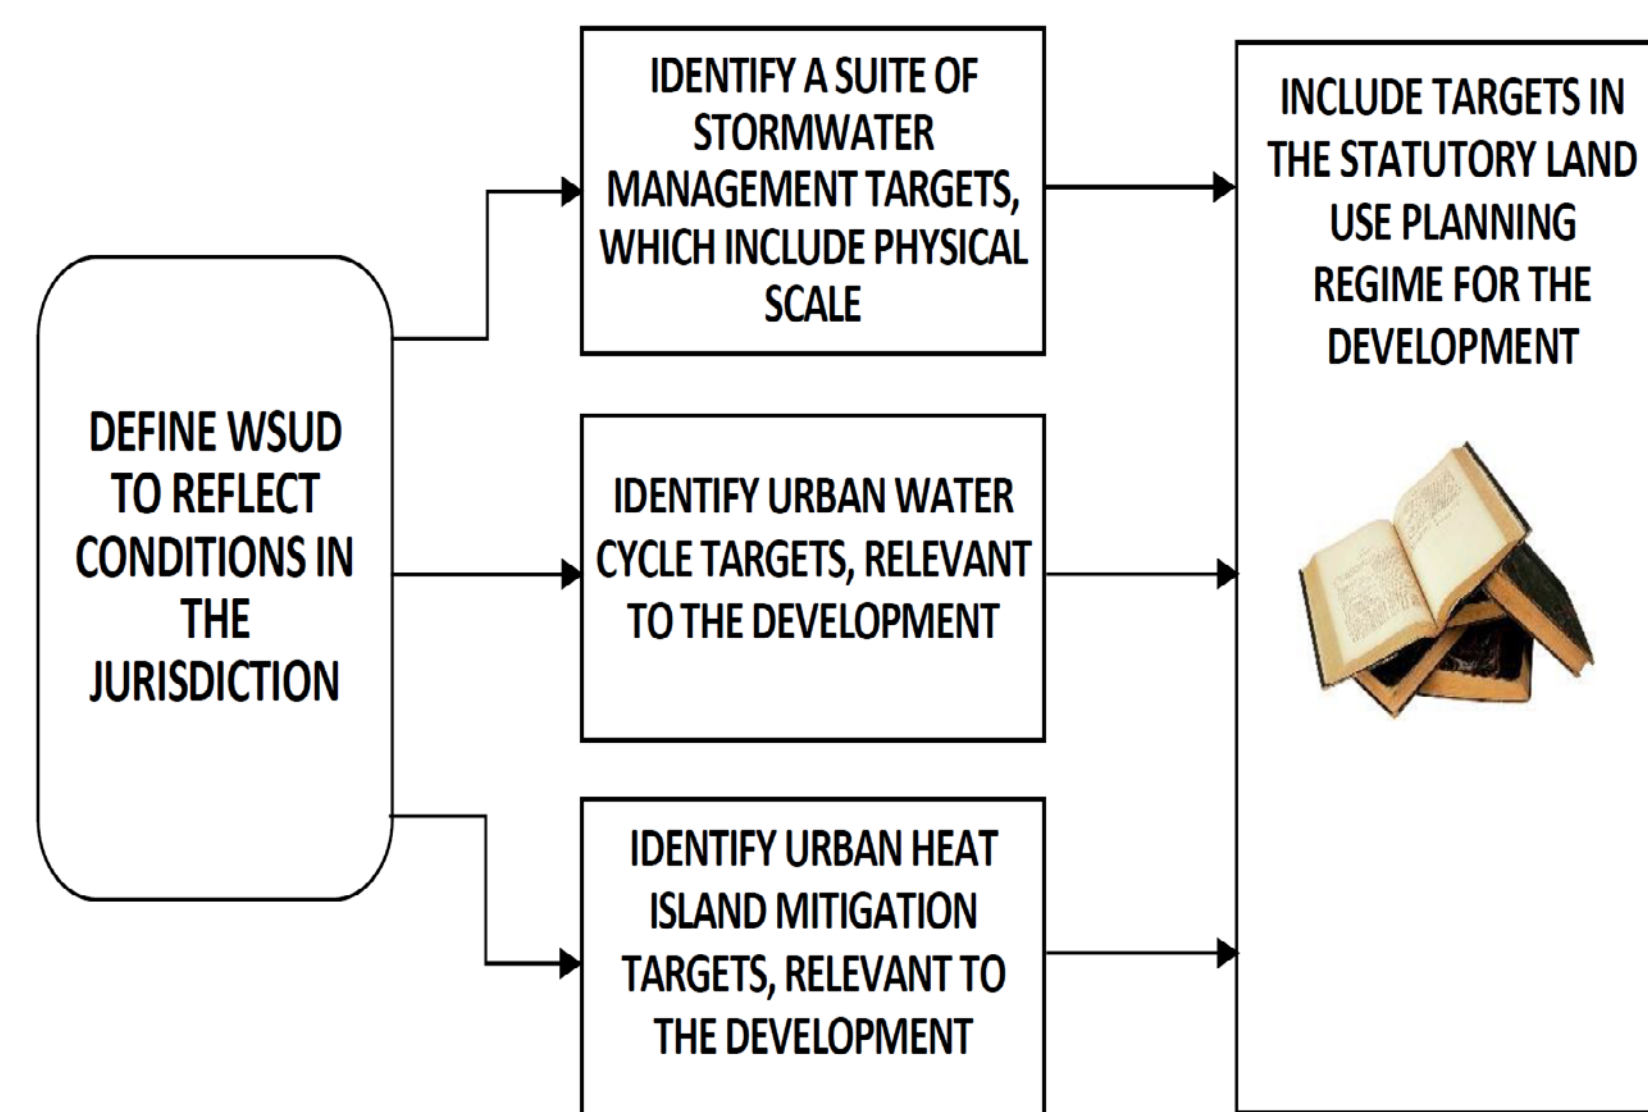 DEFINE WSUD
TO REFLECT
CONDITIONS IN
THE
JURISDICTION
IDENTIFY A SUITE OF
STORMWATER
MANAGEMENT TARGETS,
WHICH INCLUDE PHYSICAL
SCALE
IDENTIFY URBAN WATER
CYCLE TARGETS, RELEVANT
TO THE DEVELOPMENT
IDENTIFY URBAN HEAT
ISLAND MITIGATION
TARGETS, RELEVANT TO
THE DEVELOPMENT
INCLUDE TARGETS IN
THE STATUTORY LAND
USE PLANNING
REGIME FOR THE
DEVELOPMENT